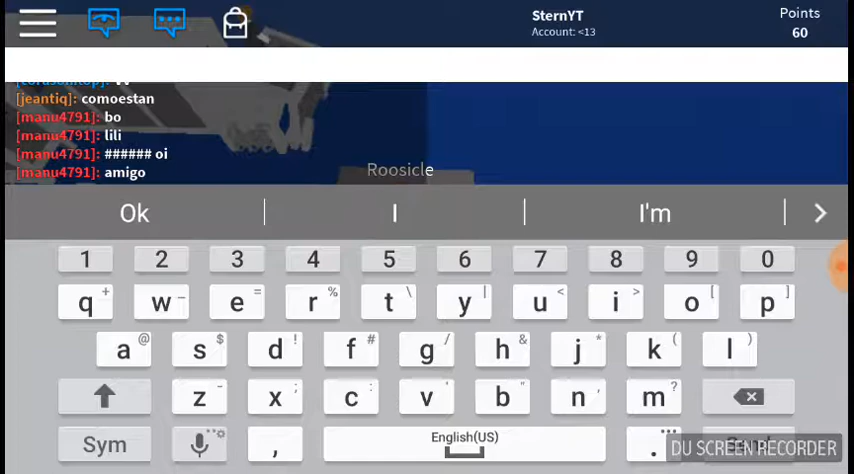 SternYT
Account: <13
Points
60
[jeantiq]: comoestan
[manu4791]: bo
[manu4791]: lili
[manu4791]: ###### oi
[manu4791]: amigo
Roosicle
Ok I I'm
1 2 3 4 5 6 7 8 9 0
q + w _ e = r % t \ y | u < i > o [ p ]
a @ s $ d ! f # g / h & j * k ( l )
z - x ; c : v ' b " n , m ?
Sym , English(US) .
DU SCREEN RECORDER